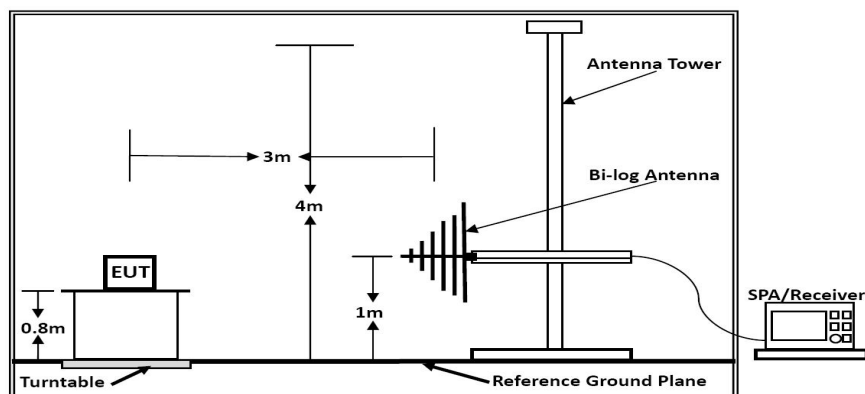 Antenna Tower
3m
Bi-log Antenna
4m
EUT
SPA/Receiver
0.8m
1m
Turntable
Reference Ground Plane